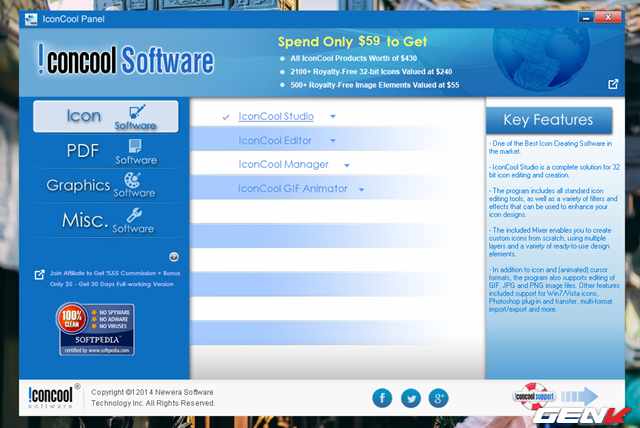 IconCool Panel
Iconcool Software
Spend Only $59 to Get
All IconCool Products Worth of $430
2100+ Royalty-Free 32-bit Icons Valued at $240
500+ Royalty-Free Image Elements Valued at $55
Icon Software
PDF Software
Graphics Software
Misc. Software
Join Affiliate to Get %55 Commission + Bonus
Only $5 - Get 30 Days Full-working Version
100% CLEAN
NO SPYWARE
NO ADWARE
NO VIRUSES
SOFTPEDIA
certified by www.softpedia.com
IconCool Studio
IconCool Editor
IconCool Manager
IconCool GIF Animator
Key Features
- One of the Best Icon Creating Software in
the market.
- IconCool Studio is a complete solution for 32
bit icon editing and creation.
- The program includes all standard icon
editing tools, as well as a variety of filters and
effects that can be used to enhance your
icon designs.
- The included Mixer enables you to create
custom icons from scratch, using multiple
layers and a variety of ready-to-use design
elements.
- In addition to icon and (animated) cursor
formats, the program also supports editing of
GIF, JPG and PNG image files. Other features
included support for Win7/Vista icons,
Photoshop plug-in and transfer, multi-format
import/export and more.
Iconcool ®
software
Copyright ©12014 Newera Software
Technology Inc. All Rights Reserved.
f
g+
Iconcool support
GENK